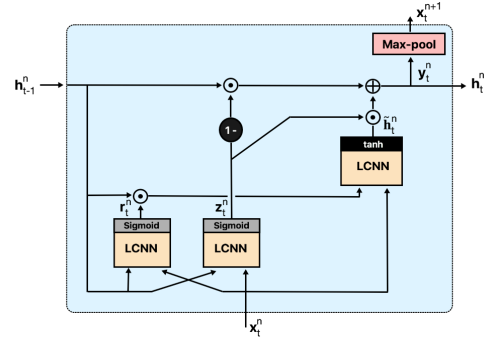 x_t^{n+1}
Max-pool
y_t^n
h_{t-1}^n
h_t^n
1 -
h̃_t^n
tanh
LCNN
r_t^n
z_t^n
Sigmoid
Sigmoid
LCNN
LCNN
x_t^n